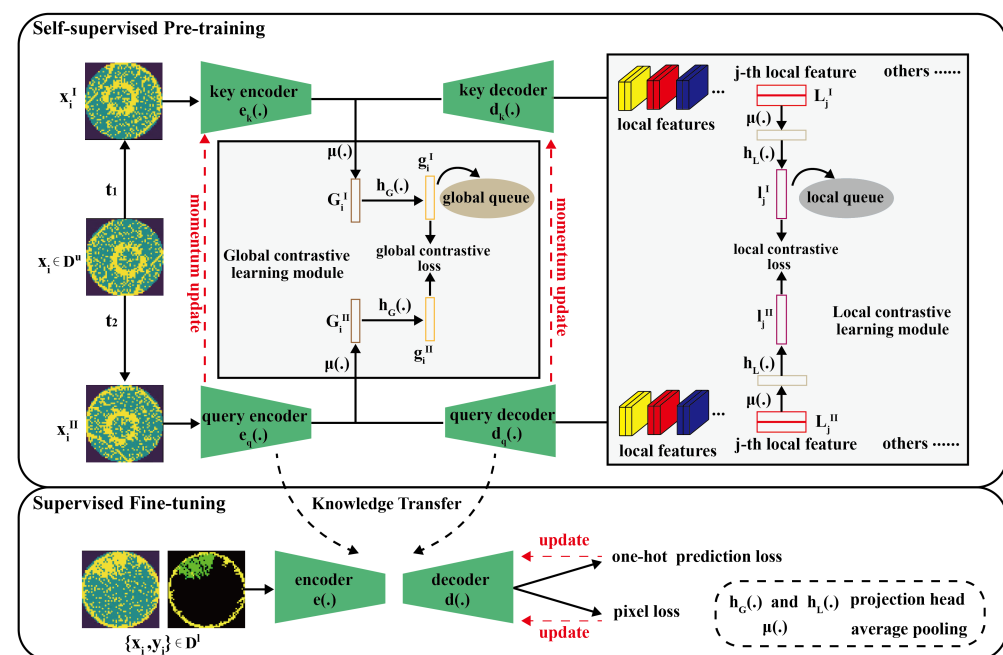 Self-supervised Pre-training
x_i^I
key encoder
e_k(.)
key decoder
d_k(.)
local features
...
j-th local feature
others ......
L_j^I
μ(.)
h_L(.)
l_j^I
local queue
local contrastive
loss
l_j^II
Local contrastive
learning module
h_L(.)
μ(.)
L_j^II
j-th local feature
others ......
local features
...
t_1
x_i ∈ D^u
t_2
momentum update
μ(.)
G_i^I
h_G(.)
g_i^I
global queue
Global contrastive
learning module
global contrastive
loss
G_i^II
h_G(.)
g_i^II
μ(.)
momentum update
x_i^II
query encoder
e_q(.)
query decoder
d_q(.)
Supervised Fine-tuning
Knowledge Transfer
encoder
e(.)
decoder
d(.)
update
one-hot prediction loss
pixel loss
update
{x_i, y_i} ∈ D^l
h_G(.) and h_L(.) projection head
μ(.) average pooling